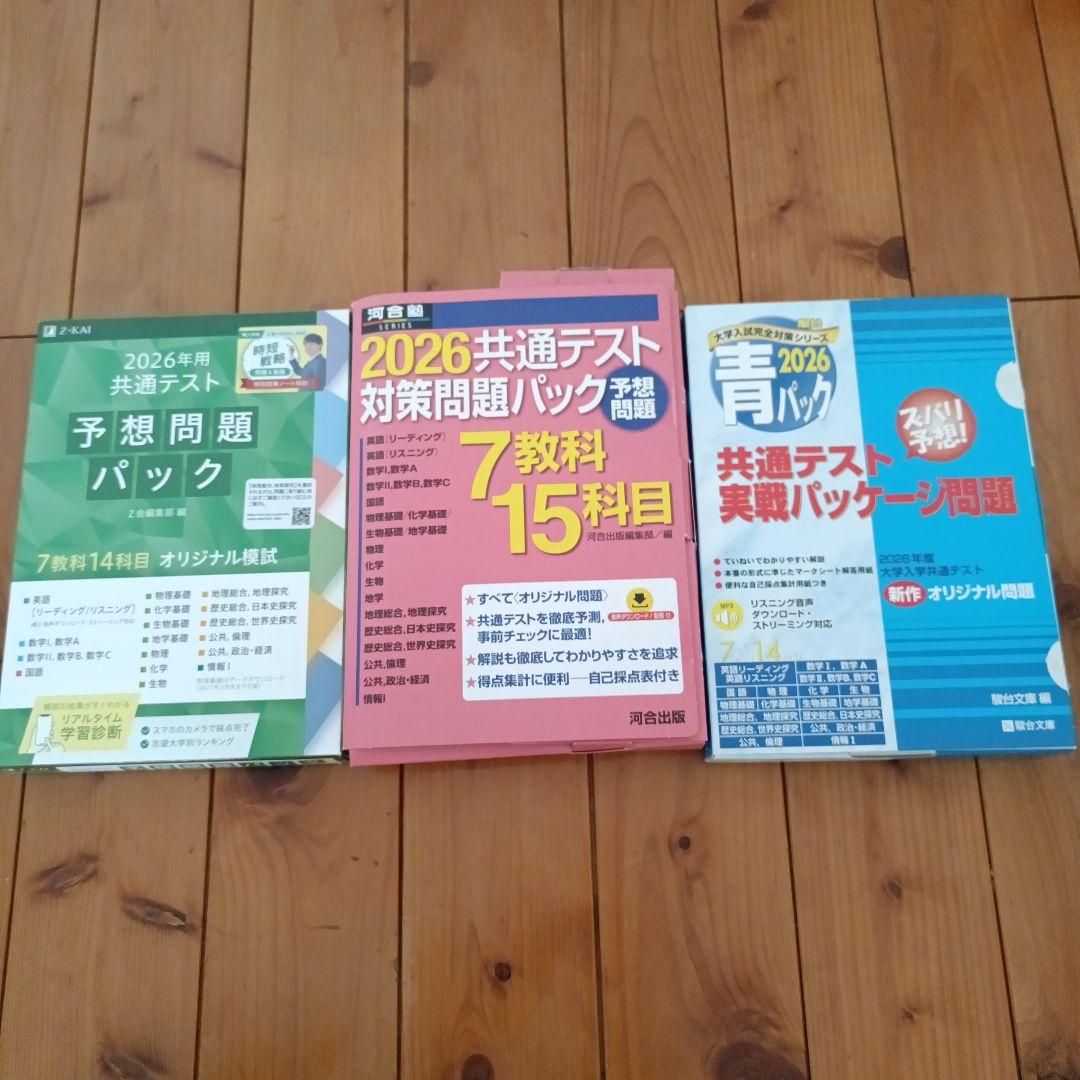 Z-KAI
2026年用
共通テスト
予想問題
パック
時短
戦略
Z会編集部 編
7教科14科目 オリジナル模試
英語
[リーディング/リスニング]
数学I, 数学A
数学II, 数学B, 数学C
国語
物理基礎
化学基礎
生物基礎
地学基礎
物理
化学
生物
地理総合, 地理探究
歴史総合, 日本史探究
歴史総合, 世界史探究
公共, 倫理
公共, 政治・経済
情報I
模試の結果がすぐわかる
リアルタイム
学習診断
スマホのカメラで採点完了
志望大学別ランキング
河合塾
SERIES
2026共通テスト
対策問題パック
予想
問題
英語[リーディング]
英語[リスニング]
数学I, 数学A
数学II, 数学B, 数学C
国語
物理基礎/化学基礎/
生物基礎/地学基礎
物理
化学
生物
地学
地理総合, 地理探究
歴史総合, 日本史探究
歴史総合, 世界史探究
公共, 倫理
公共, 政治・経済
情報I
7教科
15科目
河合出版編集部/編
★すべて〈オリジナル問題〉
★共通テストを徹底予測,
事前チェックに最適!
★解説も徹底してわかりやすさを追求
★得点集計に便利──自己採点表付き
河合出版
駿台
大学入試完全対策シリーズ
青
2026
パック
ズバリ
予想!
共通テスト
実戦パッケージ問題
●ていねいでわかりやすい解説
●本番の形式に準じたマークシート解答用紙
●便利な自己採点集計用紙つき
2026年度
大学入学共通テスト
新作 オリジナル問題
MP3
リスニング音声
ダウンロード・
ストリーミング対応
7 14
英語リーディング
英語リスニング
数学Ⅰ, 数学A
数学Ⅱ, 数学B, 数学C
国語 物理 化学 生物
物理基礎 化学基礎 生物基礎 地学基礎
地理総合, 地理探究 歴史総合, 日本史探究
歴史総合, 世界史探究 公共, 政治・経済
公共, 倫理 情報Ⅰ
駿台文庫 編
駿台文庫